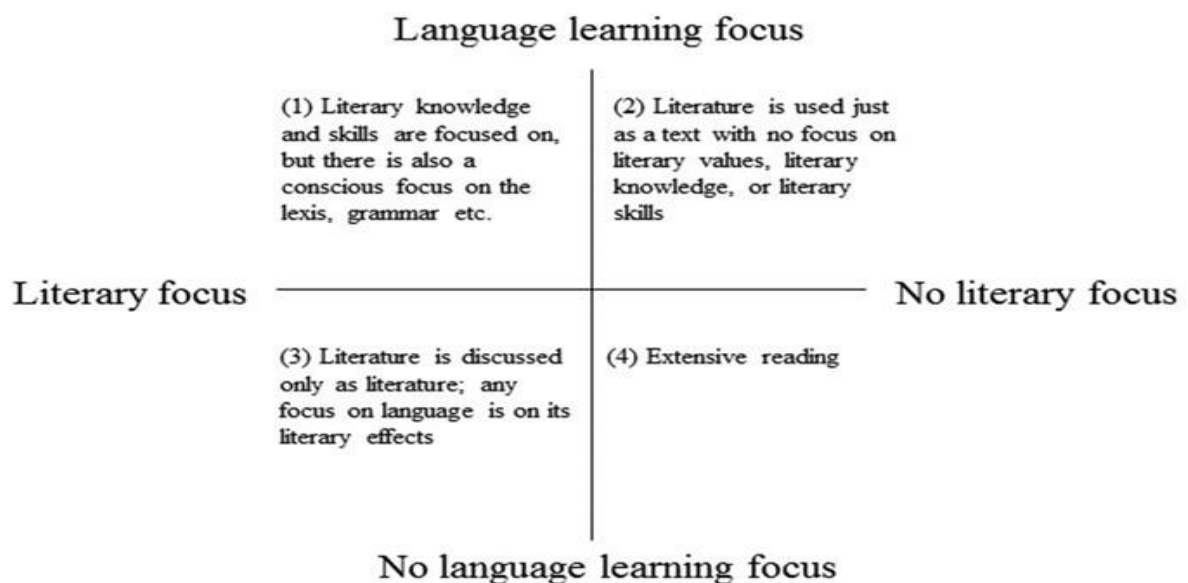 Language learning focus
(1) Literary knowledge
and skills are focused on,
but there is also a
conscious focus on the
lexis, grammar etc.
(2) Literature is used just
as a text with no focus on
literary values, literary
knowledge, or literary
skills
Literary focus
No literary focus
(3) Literature is discussed
only as literature; any
focus on language is on its
literary effects
(4) Extensive reading
No language learning focus